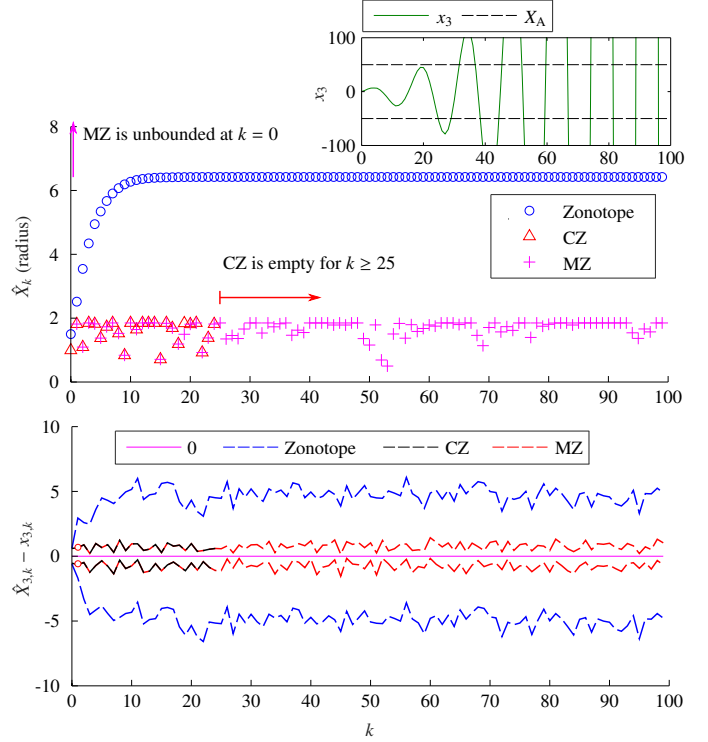 x3 XA
100
0
-100
x3
0 20 40 60 80 100
8
6
4
2
0
X̂k (radius)
MZ is unbounded at k = 0
Zonotope
CZ
MZ
CZ is empty for k ≥ 25
0 10 20 30 40 50 60 70 80 90 100
10
5
0
-5
-10
X̂3,k − x3,k
0 Zonotope CZ MZ
0 10 20 30 40 50 60 70 80 90 100
k